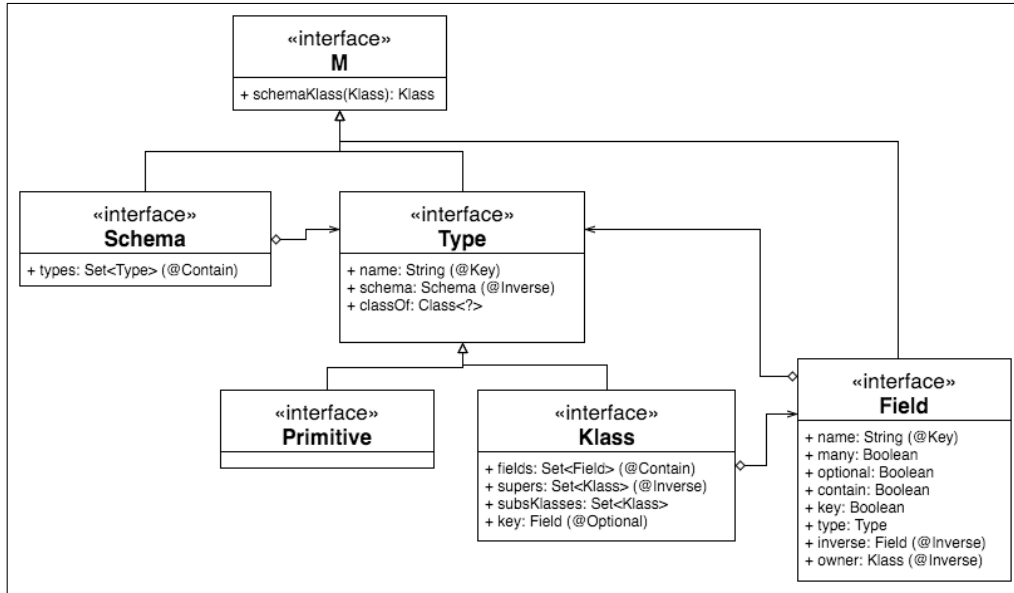 «interface»
M
+ schemaKlass(Klass): Klass
«interface»
Schema
+ types: Set<Type> (@Contain)
«interface»
Type
+ name: String (@Key)
+ schema: Schema (@Inverse)
+ classOf: Class<?>
«interface»
Primitive
«interface»
Klass
+ fields: Set<Field> (@Contain)
+ supers: Set<Klass> (@Inverse)
+ subsKlasses: Set<Klass>
+ key: Field (@Optional)
«interface»
Field
+ name: String (@Key)
+ many: Boolean
+ optional: Boolean
+ contain: Boolean
+ key: Boolean
+ type: Type
+ inverse: Field (@Inverse)
+ owner: Klass (@Inverse)